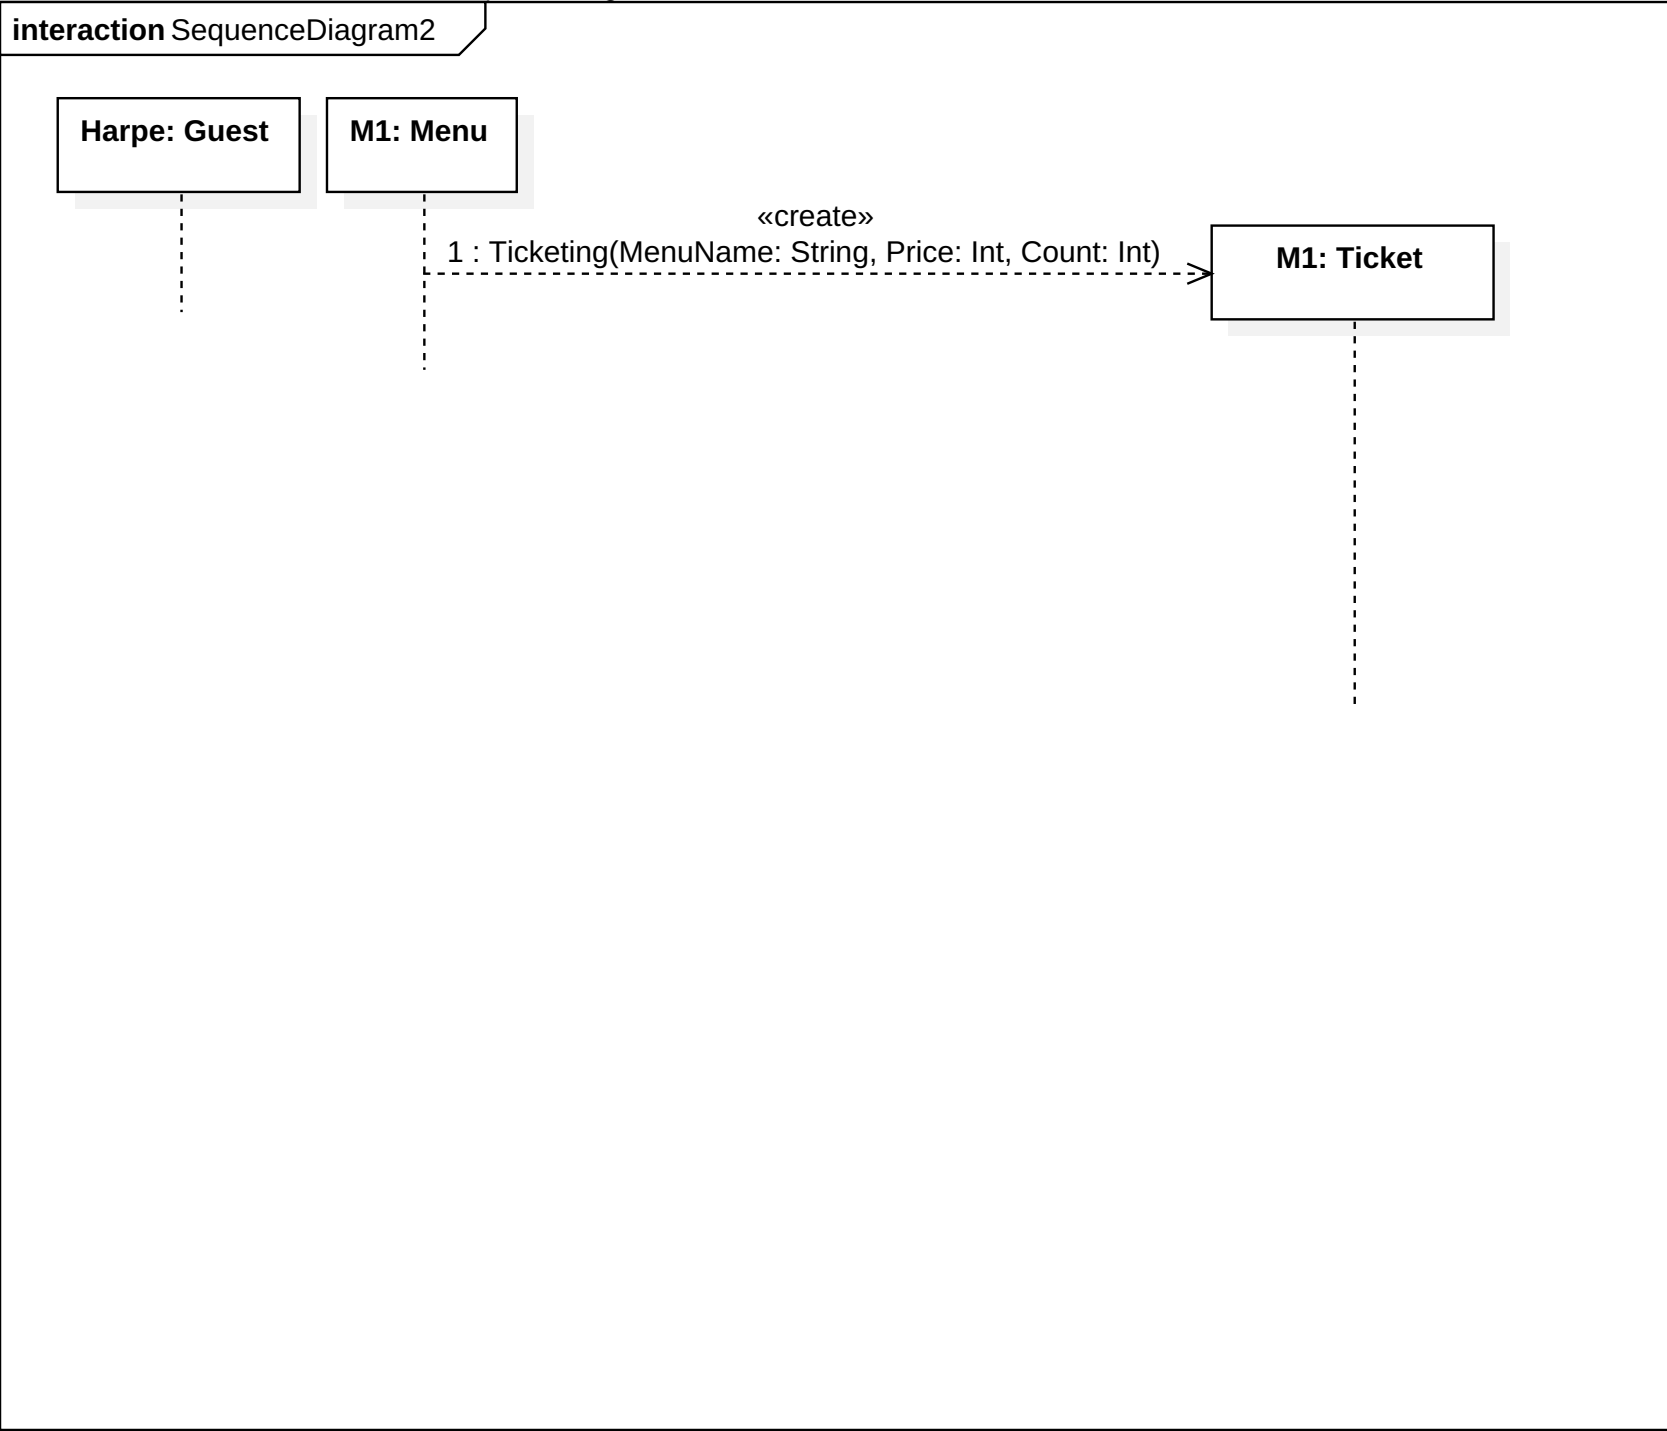 interaction SequenceDiagram2
Harpe: Guest
M1: Menu
«create»
1 : Ticketing(MenuName: String, Price: Int, Count: Int)
M1: Ticket